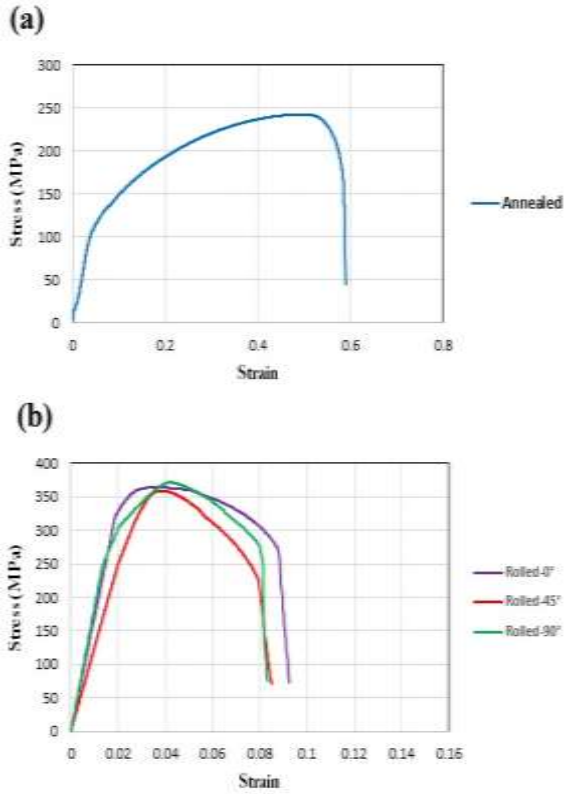 (a)
300
250
200
150
100
50
0
0 0.2 0.4 0.6 0.8
Stress (MPa)
Strain
Annealed
(b)
400
350
300
250
200
150
100
50
0
0 0.02 0.04 0.06 0.08 0.1 0.12 0.14 0.16
Stress (MPa)
Strain
Rolled-0°
Rolled-45°
Rolled-90°